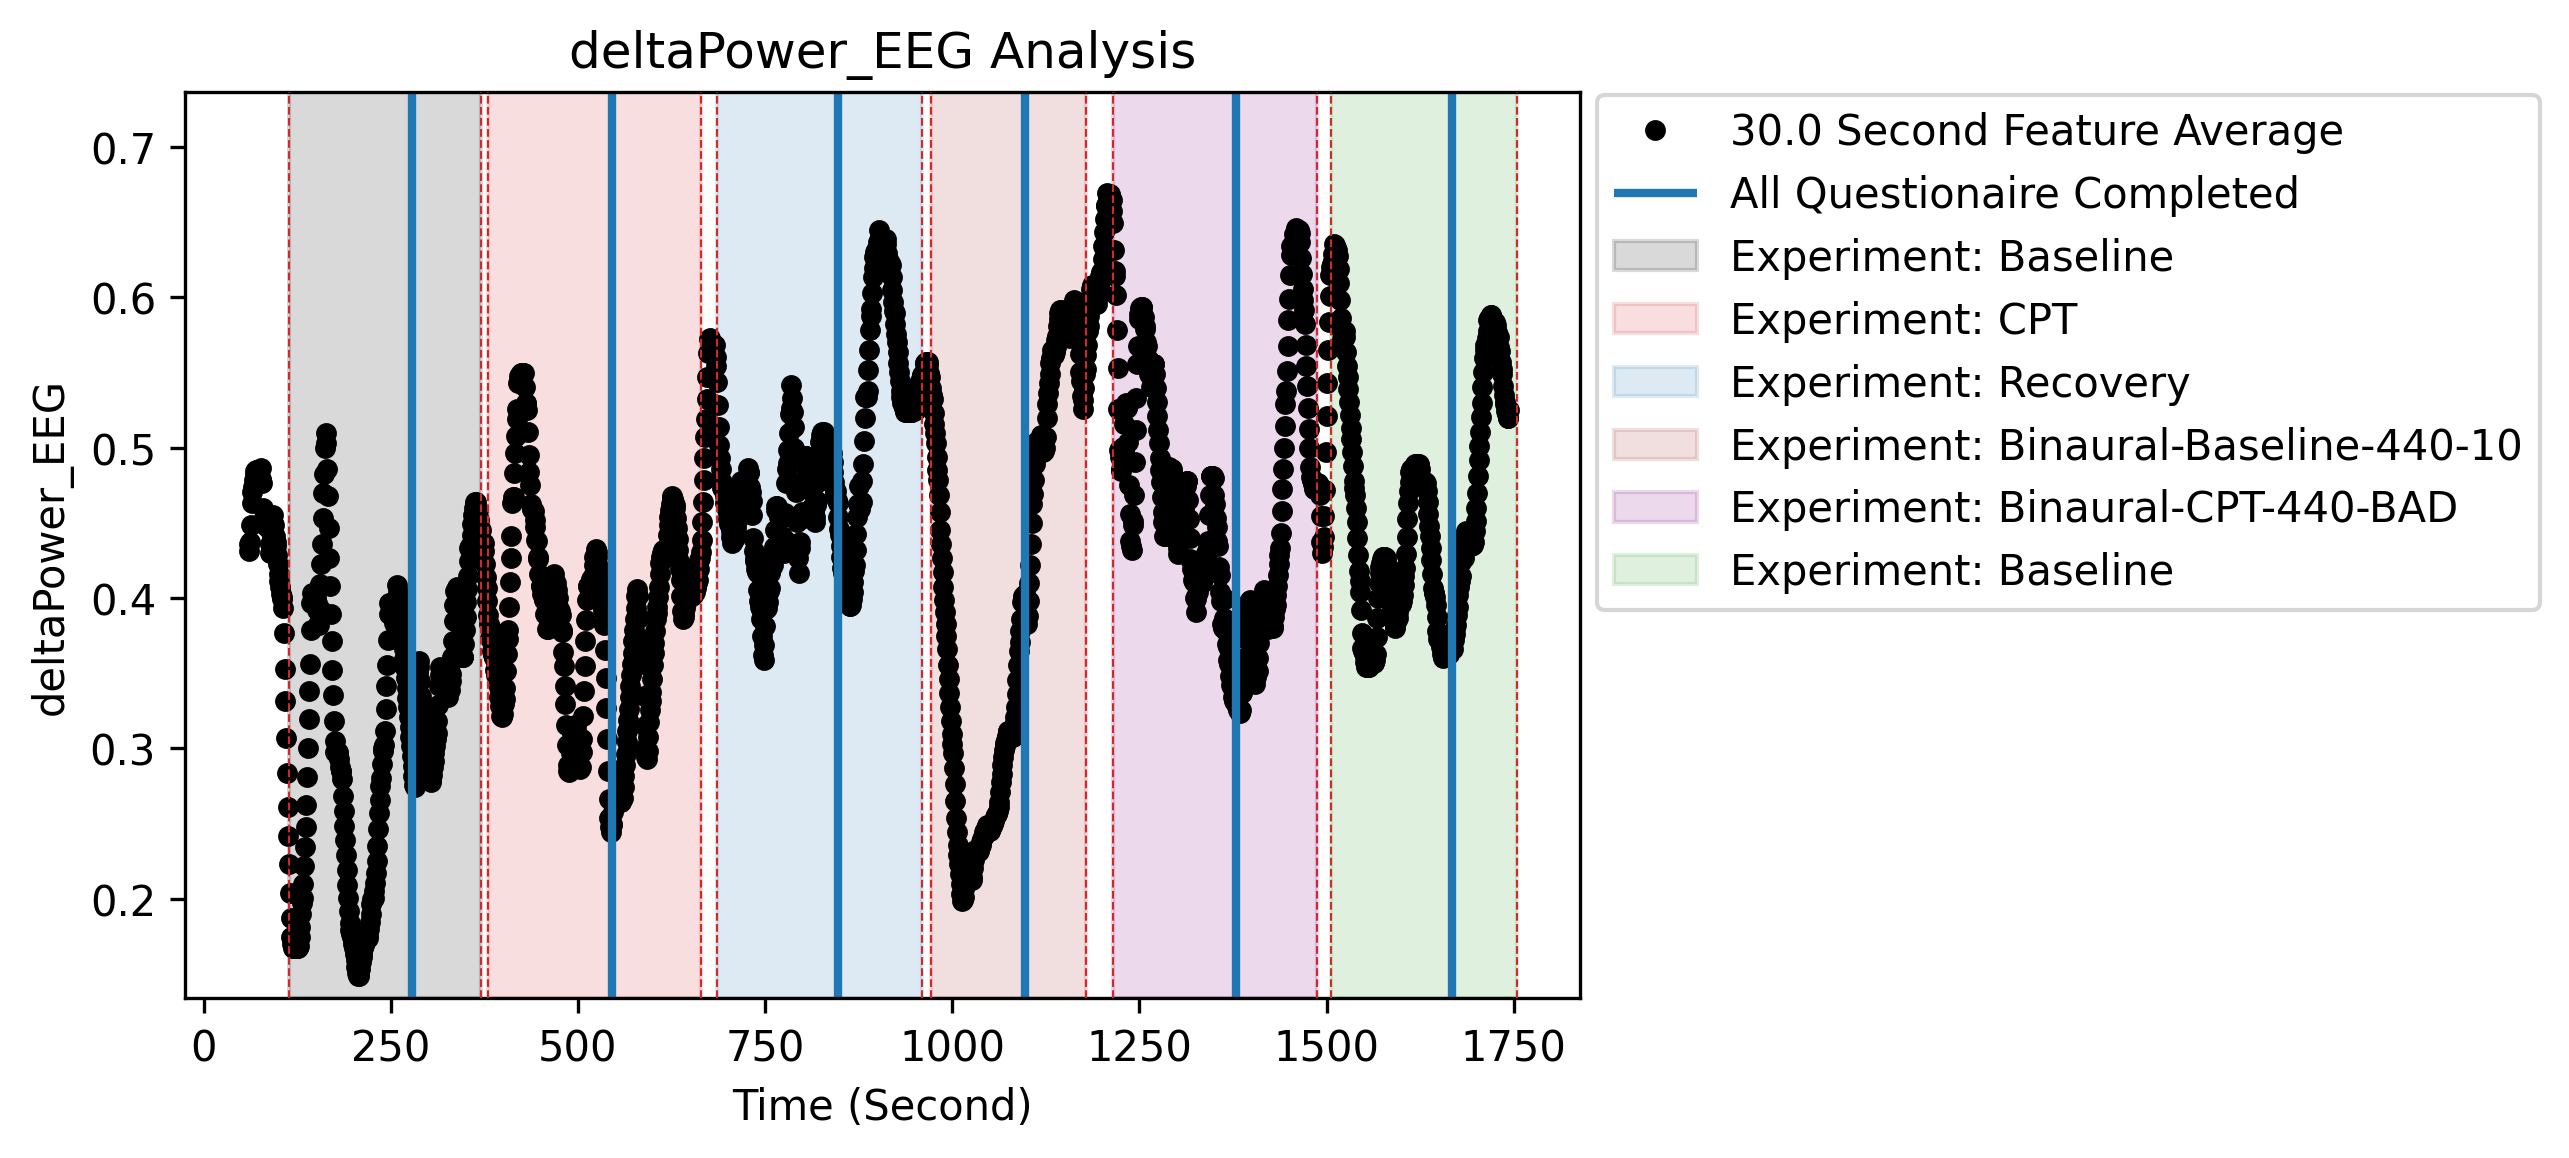 deltaPower_EEG Analysis
deltaPower_EEG
0.7
0.6
0.5
0.4
0.3
0.2
0 250 500 750 1000 1250 1500 1750
Time (Second)
30.0 Second Feature Average
All Questionaire Completed
Experiment: Baseline
Experiment: CPT
Experiment: Recovery
Experiment: Binaural-Baseline-440-10
Experiment: Binaural-CPT-440-BAD
Experiment: Baseline